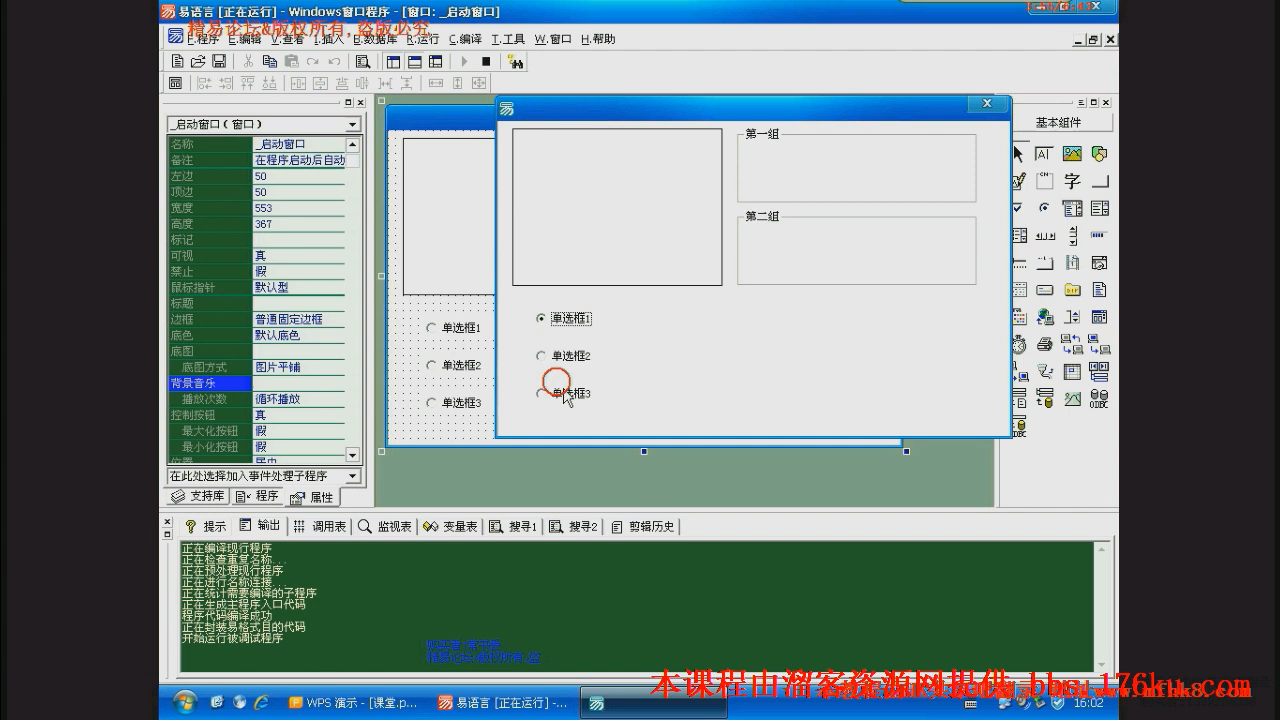 易语言 [正在运行] - Windows窗口程序 - [窗口: _启动窗口]
精易论坛&版权所有,盗版必究
F.程序 E.编辑 V.查看 I.插入 B.数据库 R.运行 C.编译 T.工具 W.窗口 H.帮助
_启动窗口 ( 窗口 )
名称 _启动窗口
备注 在程序启动后自动
左边 50
顶边 50
宽度 553
高度 367
标记
可视 真
禁止 假
鼠标指针 默认型
标题
边框 普通固定边框
底色 默认底色
底图
底图方式 图片平铺
背景音乐
播放次数 循环播放
控制按钮 真
最大化按钮 假
最小化按钮 假
位置 居中
在此处选择加入事件处理子程序
支持库 程序 属性
单选框1
单选框2
单选框3
第一组
第二组
单选框1
单选框2
单选框3
基本组件
提示 输出 调用表 监视表 变量表 搜寻1 搜寻2 剪辑历史
正在编译现行程序
正在检查重复名称...
正在预处理现行程序
正在进行名称连接...
正在统计需要编译的子程序
正在生成主程序入口代码
程序代码编译成功
正在封装易格式目的代码
开始运行被调试程序
本课程由溜客资源网提供 bbs.176ku.com
WPS 演示 - [课堂.p...
易语言 [正在运行] -...
16:02